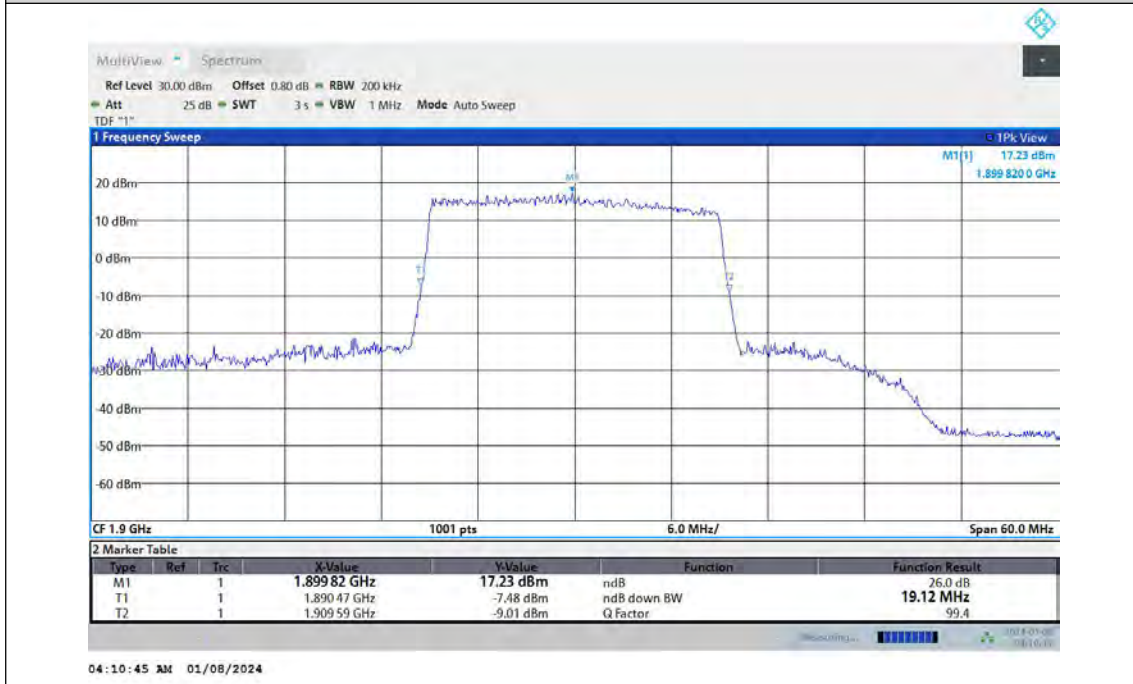 MultiView Spectrum
Ref Level 30.00 dBm Offset 0.80 dB RBW 200 kHz
Att 25 dB SWT 3 s VBW 1 MHz Mode Auto Sweep
TDF "1"
1 Frequency Sweep 1Pk View
M1[1] 17.23 dBm
1.899 820 0 GHz
M1
20 dBm
10 dBm
0 dBm
T1
T2
-10 dBm
-20 dBm
-30 dBm
-40 dBm
-50 dBm
-60 dBm
CF 1.9 GHz 1001 pts 6.0 MHz/ Span 60.0 MHz
2 Marker Table
Type Ref Trc X-Value Y-Value Function Function Result
M1 1 1.899 82 GHz 17.23 dBm ndB 26.0 dB
T1 1 1.890 47 GHz -7.48 dBm ndB down BW 19.12 MHz
T2 1 1.909 59 GHz -9.01 dBm Q Factor 99.4
Measuring...
04:10:45 AM 01/08/2024